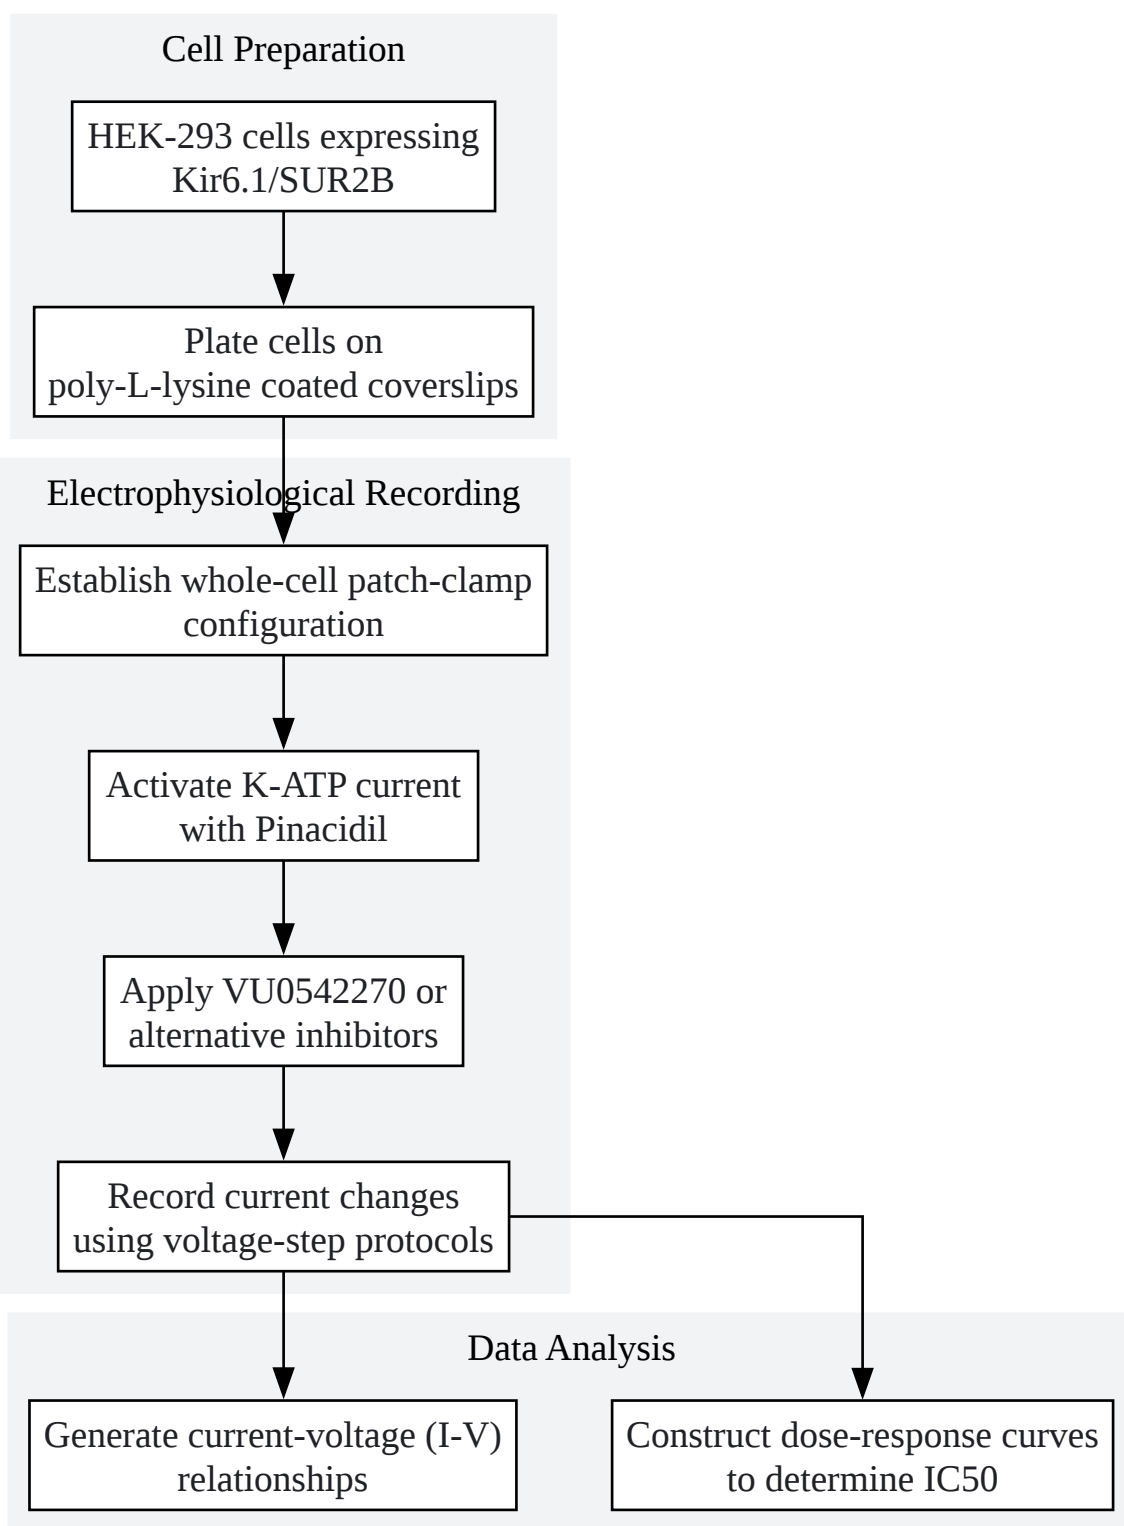 Cell Preparation
HEK-293 cells expressing
Kir6.1/SUR2B
Plate cells on
poly-L-lysine coated coverslips
Electrophysiological Recording
Establish whole-cell patch-clamp
configuration
Activate K-ATP current
with Pinacidil
Apply VU0542270 or
alternative inhibitors
Record current changes
using voltage-step protocols
Data Analysis
Generate current-voltage (I-V)
relationships
Construct dose-response curves
to determine IC50